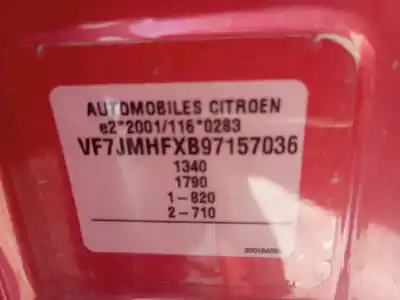 AUTOMOBILES CITROEN
e2*2001/116*0283
VF7JMHFXB97157036
1340
1790
1-820
2-710